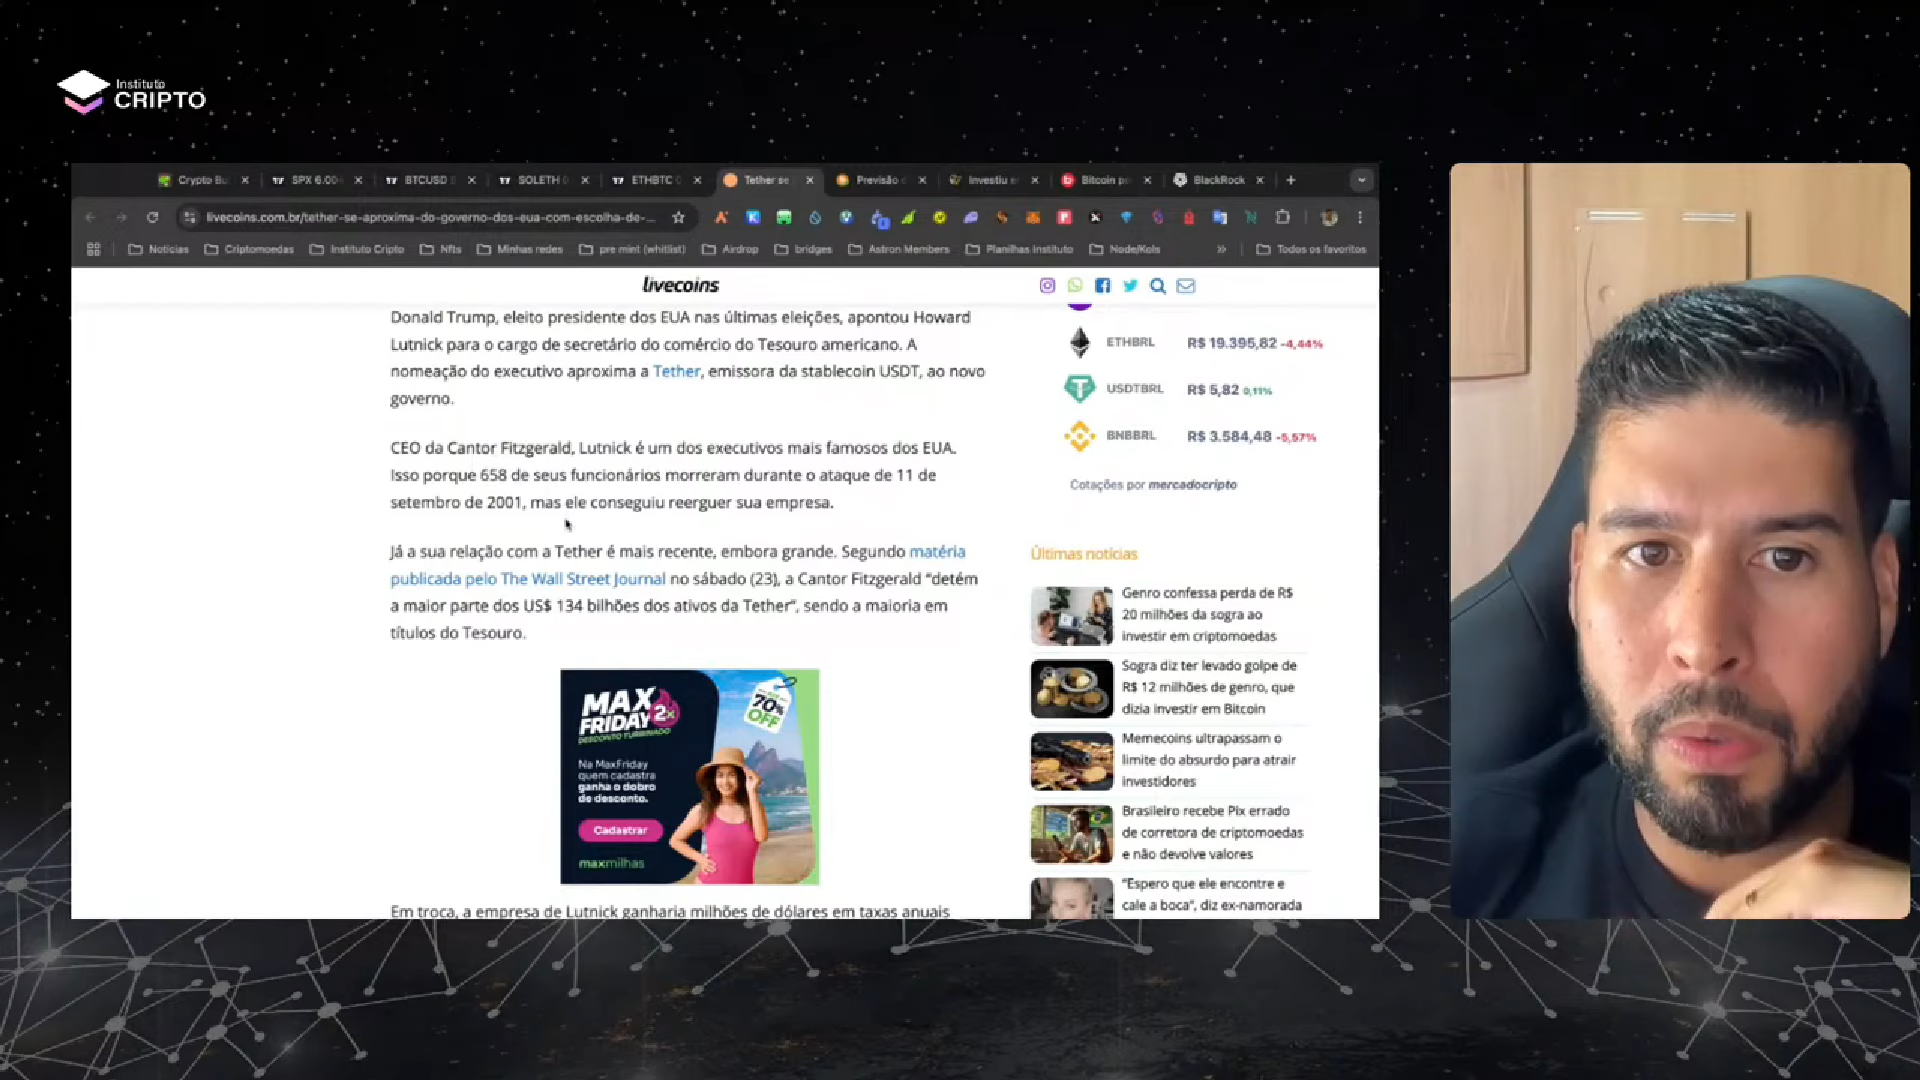 Instituto
CRIPTO
Crypto Bu
SPX 6.00
BTCUSD
SOLETH
ETHBTC
Tether se
Previsão
Investiu e
Bitcoin p
BlackRock
livecoins.com.br/tether-se-aproxima-do-governo-dos-eua-com-escolha-de-...
Notícias
Criptomoedas
Instituto Cripto
Nfts
Minhas redes
pre mint (whitlist)
Airdrop
bridges
Astron Members
Planilhas Instituto
Node/Kols
Todos os favoritos
livecoins
Donald Trump, eleito presidente dos EUA nas últimas eleições, apontou Howard
Lutnick para o cargo de secretário do comércio do Tesouro americano. A
nomeação do executivo aproxima a Tether, emissora da stablecoin USDT, ao novo
governo.
CEO da Cantor Fitzgerald, Lutnick é um dos executivos mais famosos dos EUA.
Isso porque 658 de seus funcionários morreram durante o ataque de 11 de
setembro de 2001, mas ele conseguiu reerguer sua empresa.
Já a sua relação com a Tether é mais recente, embora grande. Segundo matéria
publicada pelo The Wall Street Journal no sábado (23), a Cantor Fitzgerald “detém
a maior parte dos US$ 134 bilhões dos ativos da Tether”, sendo a maioria em
títulos do Tesouro.
MAX
FRIDAY 2x
DESCONTO TURBINADO
70%
OFF
Na MaxFriday
quem cadastra
ganha o dobro
de desconto.
Cadastrar
maxmilhas
Em troca, a empresa de Lutnick ganharia milhões de dólares em taxas anuais
ETHBRL R$ 19.395,82 -4,44%
USDTBRL R$ 5,82 0,11%
BNBBRL R$ 3.584,48 -5,57%
Cotações por mercadocripto
Últimas notícias
Genro confessa perda de R$
20 milhões da sogra ao
investir em criptomoedas
Sogra diz ter levado golpe de
R$ 12 milhões de genro, que
dizia investir em Bitcoin
Memecoins ultrapassam o
limite do absurdo para atrair
investidores
Brasileiro recebe Pix errado
de corretora de criptomoedas
e não devolve valores
“Espero que ele encontre e
cale a boca”, diz ex-namorada